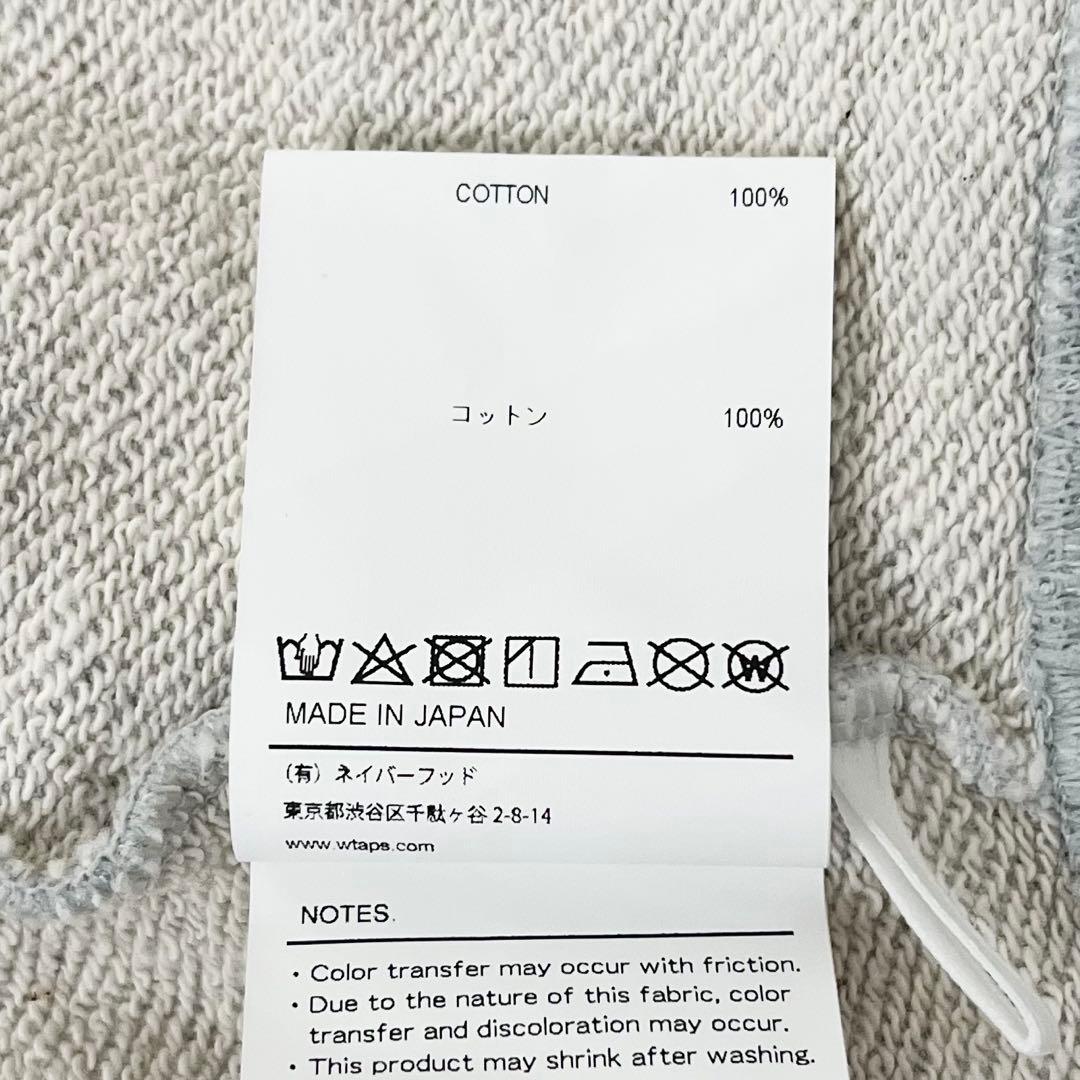 COTTON 100%
コットン 100%
W
MADE IN JAPAN
(有) ネイバーフッド
東京都渋谷区千駄ヶ谷 2-8-14
www.wtaps.com
NOTES.
・Color transfer may occur with friction.
・Due to the nature of this fabric, color
transfer and discoloration may occur.
・This product may shrink after washing.